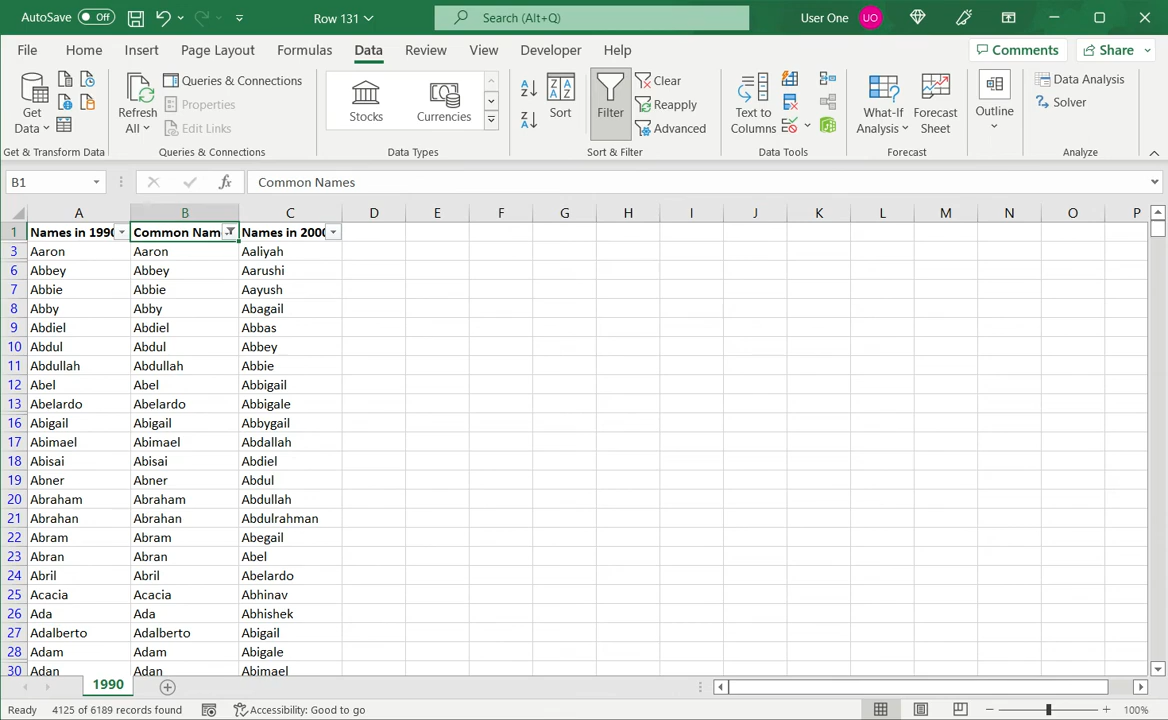 AutoSave Off Row 131 Search (Alt+Q) User One UO
File Home Insert Page Layout Formulas Data Review View Developer Help Comments Share
Get Data
Refresh All
Queries & Connections
Properties
Edit Links
Stocks Currencies
Sort
Filter
Clear
Reapply
Advanced
Text to Columns
What-If Analysis
Forecast Sheet
Outline
Data Analysis
Solver
Get & Transform Data Queries & Connections Data Types Sort & Filter Data Tools Forecast Analyze
B1 fx Common Names
A B C D E F G H I J K L M N O P
1 Names in 1990 Common Nam Names in 2000
3 Aaron Aaron Aaliyah
6 Abbey Abbey Aarushi
7 Abbie Abbie Aayush
8 Abby Abby Abagail
9 Abdiel Abdiel Abbas
10 Abdul Abdul Abbey
11 Abdullah Abdullah Abbie
12 Abel Abel Abbigail
13 Abelardo Abelardo Abbigale
16 Abigail Abigail Abbygail
17 Abimael Abimael Abdallah
18 Abisai Abisai Abdiel
19 Abner Abner Abdul
20 Abraham Abraham Abdullah
21 Abrahan Abrahan Abdulrahman
22 Abram Abram Abegail
23 Abran Abran Abel
24 Abril Abril Abelardo
25 Acacia Acacia Abhinav
26 Ada Ada Abhishek
27 Adalberto Adalberto Abigail
28 Adam Adam Abigale
30 Adan Adan Abimael
1990
Ready 4125 of 6189 records found Accessibility: Good to go 100%